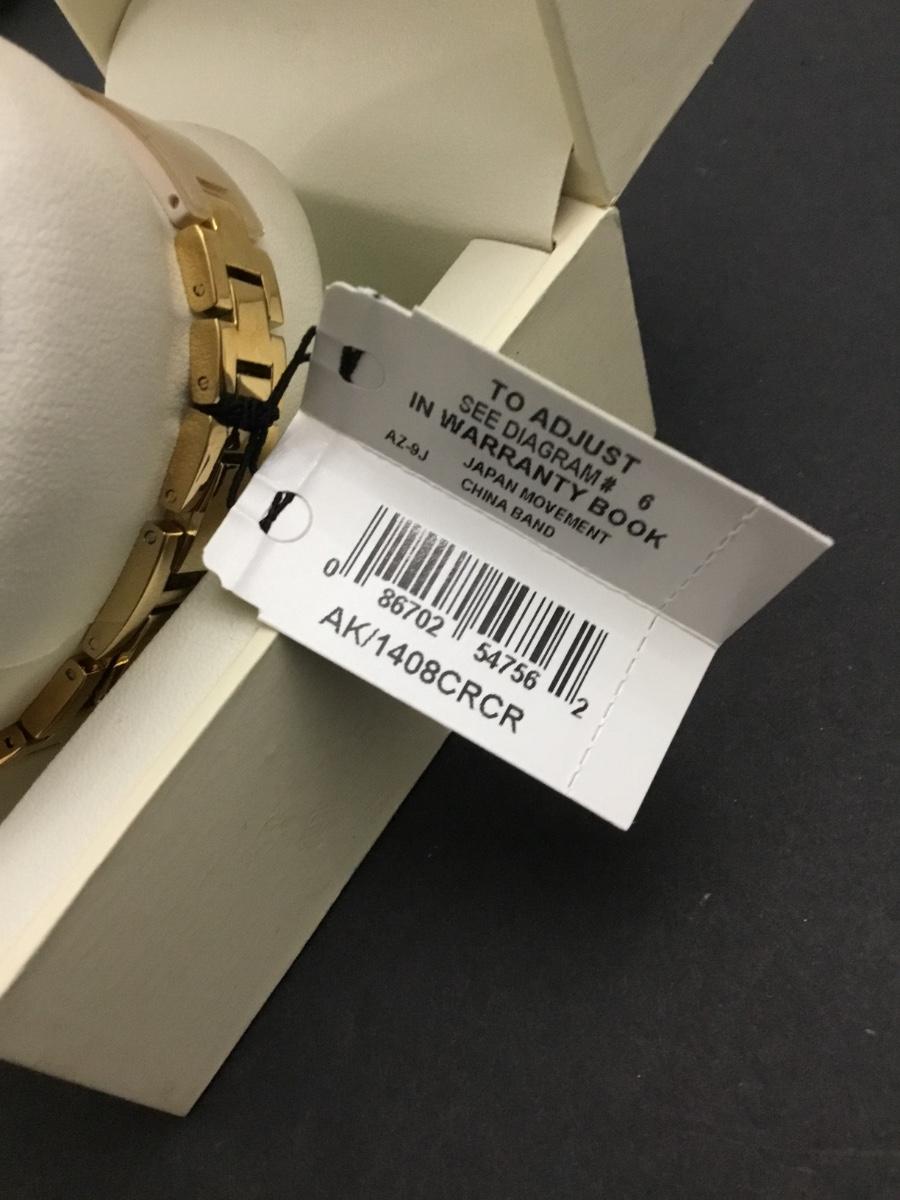 TO ADJUST
SEE DIAGRAM # 6
IN WARRANTY BOOK
AZ-9J JAPAN MOVEMENT
CHINA BAND
0 86702 54756 2
AK/1408CRCR